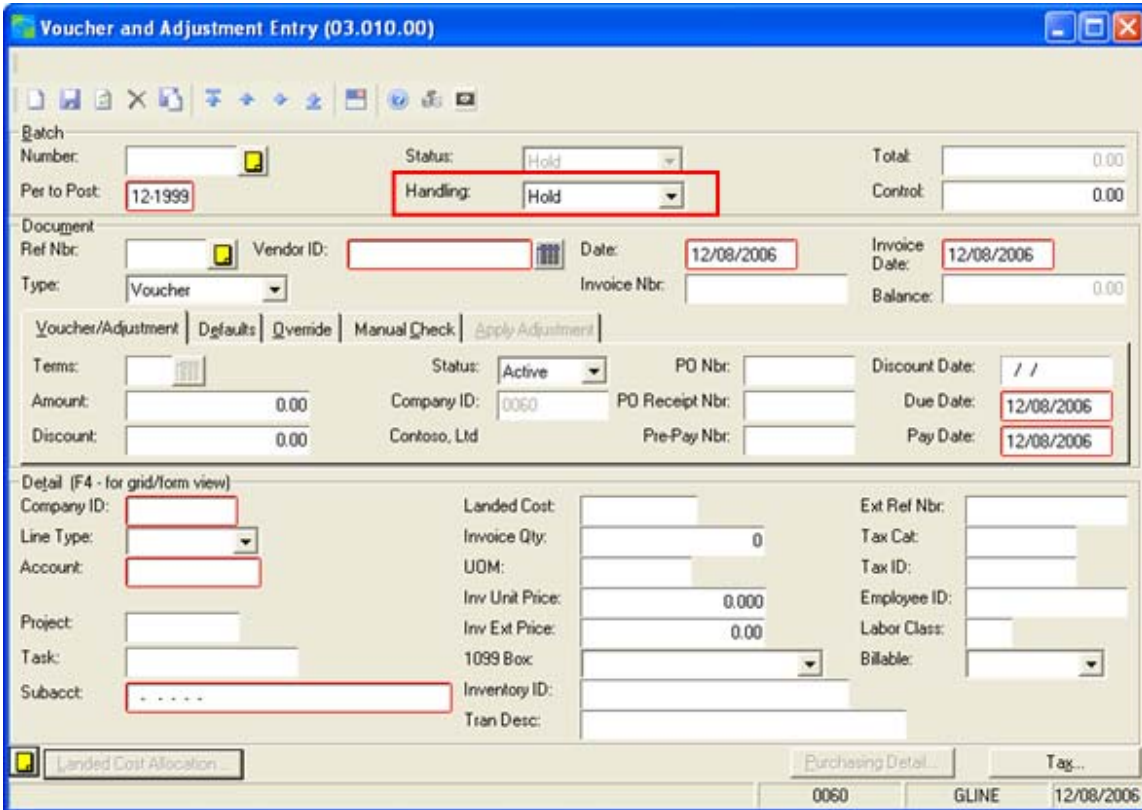 Voucher and Adjustment Entry (03.010.00)
Batch
Number: Status: Hold Total: 0.00
Per to Post: 12-1999 Handling: Hold Control: 0.00
Document
Ref Nbr: Vendor ID: Date: 12/08/2006 Invoice Date: 12/08/2006
Type: Voucher Invoice Nbr: Balance: 0.00
Voucher/Adjustment Defaults Override Manual Check Apply Adjustment
Terms: Status: Active PO Nbr: Discount Date: / /
Amount: 0.00 Company ID: 0060 PO Receipt Nbr: Due Date: 12/08/2006
Discount: 0.00 Contoso, Ltd Pre-Pay Nbr: Pay Date: 12/08/2006
Detail (F4 - for grid/form view)
Company ID: Landed Cost: Ext Ref Nbr:
Line Type: Invoice Qty: 0 Tax Cat:
Account: UOM: Tax ID:
Inv Unit Price: 0.000 Employee ID:
Project: Inv Ext Price: 0.00 Labor Class:
Task: 1099 Box: Billable:
Subacct: - - - - - Inventory ID:
Tran Desc:
Landed Cost Allocation... Purchasing Detail... Tax...
0060 GLINE 12/08/2006